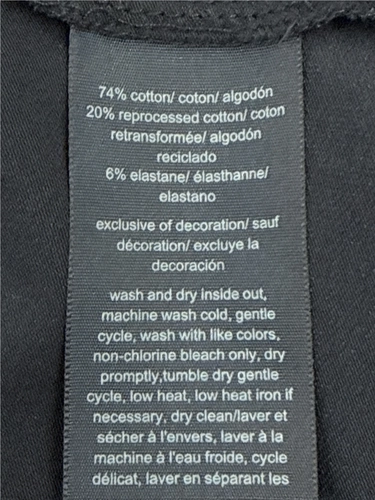 74% cotton/ coton/ algodón
20% reprocessed cotton/ coton
retransformée/ algodón
reciclado
6% elastane/ élasthanne/
elastano
exclusive of decoration/ sauf
décoration/ excluye la
decoración
wash and dry inside out,
machine wash cold, gentle
cycle, wash with like colors,
non-chlorine bleach only, dry
promptly,tumble dry gentle
cycle, low heat, low heat iron if
necessary, dry clean/laver et
sécher à l'envers, laver à la
machine à l'eau froide, cycle
délicat, laver en séparant les